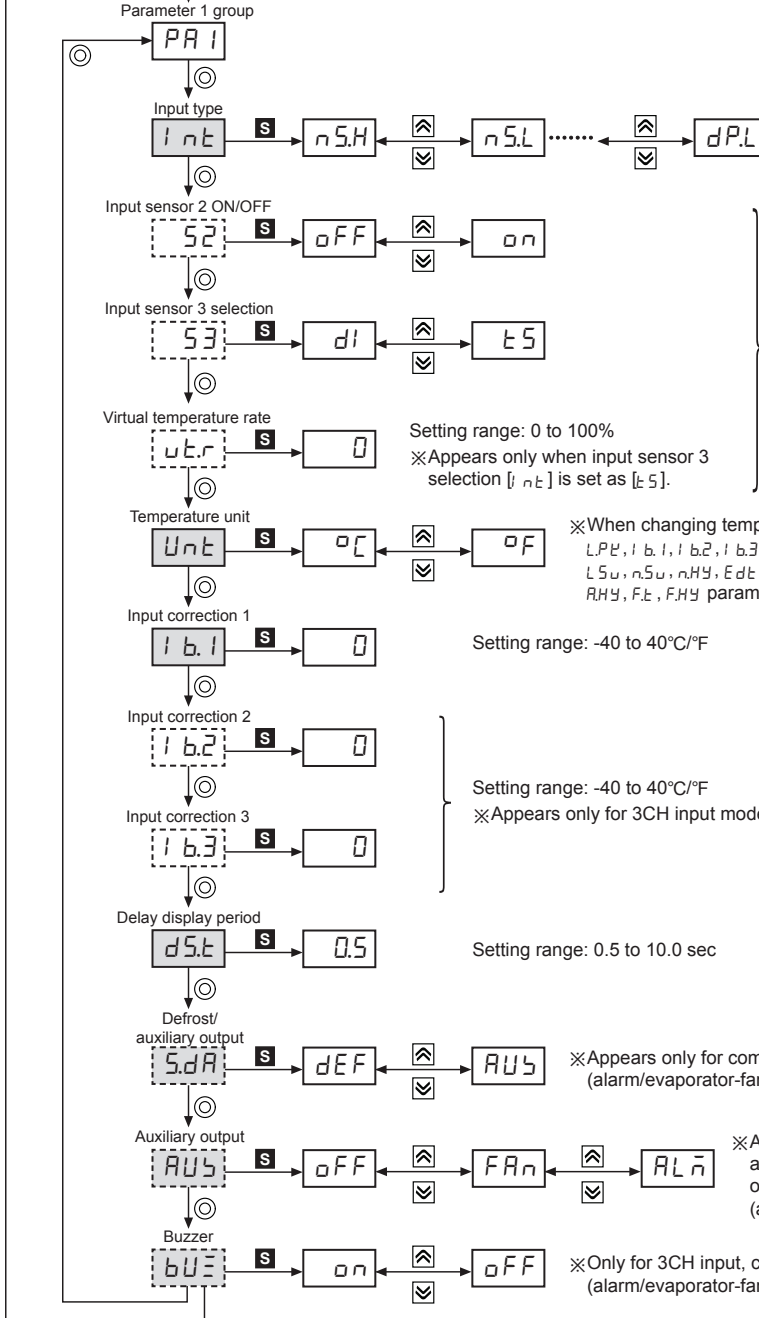 Parameter 1 group
PA1
Input type
Int S nS.H nS.L ······· dP.L
Input sensor 2 ON/OFF
S2 S oFF on
Input sensor 3 selection
S3 S dI tS
Virtual temperature rate
ut.r S 0
Setting range: 0 to 100%
※Appears only when input sensor 3
selection [Int] is set as [tS].
Temperature unit
Unt S °C °F
※When changing temp
L.PV, Ib.1, Ib.2, Ib.3
LSu, n.Su, n.HY, Edt
A.HY, F.t, F.HY param
Input correction 1
Ib.1 S 0
Setting range: -40 to 40°C/°F
Input correction 2
Ib.2 S 0
Input correction 3
Ib.3 S 0
Setting range: -40 to 40°C/°F
※Appears only for 3CH input mode
Delay display period
dS.t S 0.5
Setting range: 0.5 to 10.0 sec
Defrost/
auxiliary output
S.dA S dEF AUS
※Appears only for com
(alarm/evaporator-fan
Auxiliary output
AUS S oFF FAn ALM
※A
a
o
(a
Buzzer
bUZ S on oFF
※Only for 3CH input, c
(alarm/evaporator-fan